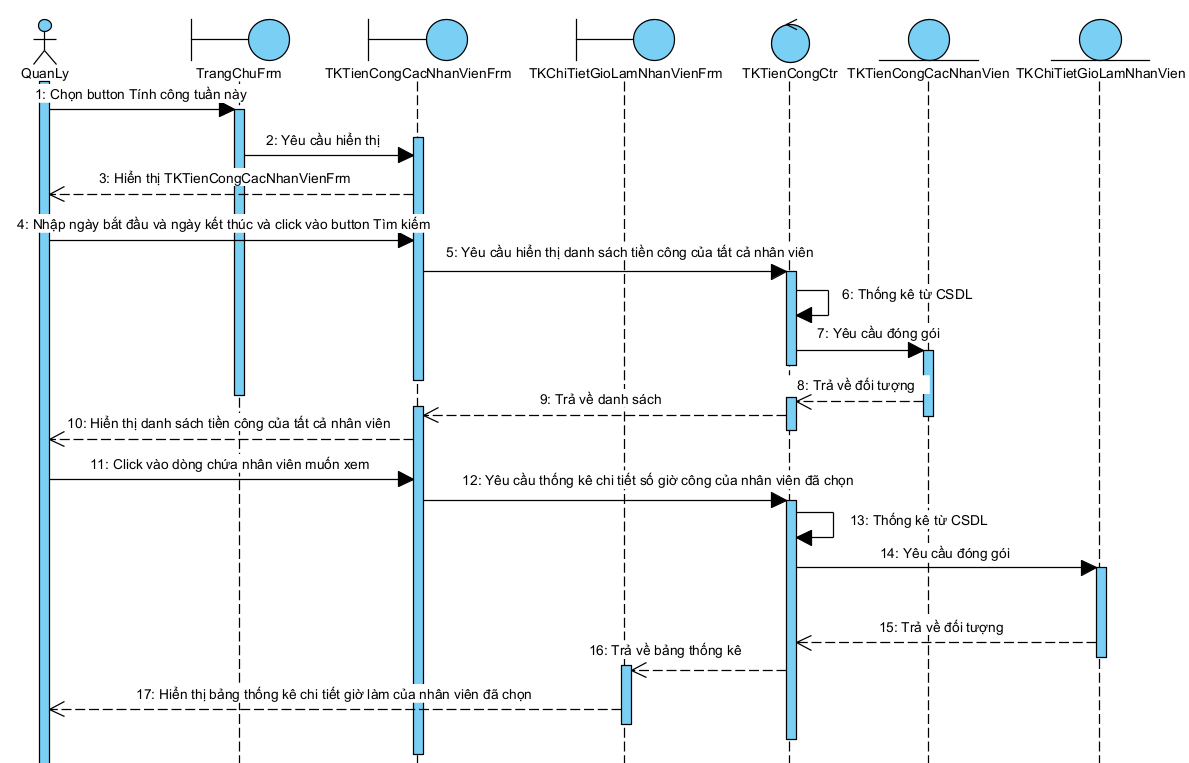 QuanLy
TrangChuFrm
TKTienCongCacNhanVienFrm
TKChiTietGioLamNhanVienFrm
TKTienCongCtr
TKTienCongCacNhanVien
TKChiTietGioLamNhanVien
1: Chọn button Tính công tuần này
2: Yêu cầu hiển thị
3: Hiển thị TKTienCongCacNhanVienFrm
4: Nhập ngày bắt đầu và ngày kết thúc và click vào button Tìm kiếm
5: Yêu cầu hiển thị danh sách tiền công của tất cả nhân viên
6: Thống kê từ CSDL
7: Yêu cầu đóng gói
8: Trả về đối tượng
9: Trả về danh sách
10: Hiển thị danh sách tiền công của tất cả nhân viên
11: Click vào dòng chứa nhân viên muốn xem
12: Yêu cầu thống kê chi tiết số giờ công của nhân viên đã chọn
13: Thống kê từ CSDL
14: Yêu cầu đóng gói
15: Trả về đối tượng
16: Trả về bảng thống kê
17: Hiển thị bảng thống kê chi tiết giờ làm của nhân viên đã chọn